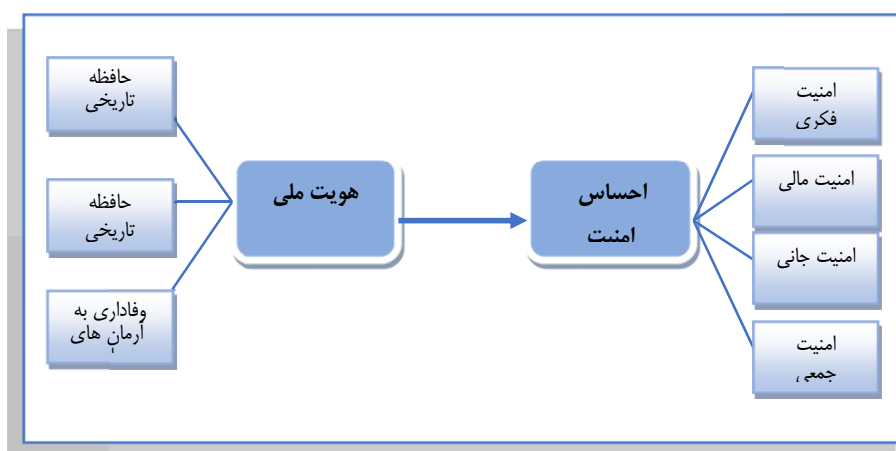 حافظه
تاریخی
حافظه
تاریخی
وفاداری به
آرمان های
هویت ملی
احساس
امنیت
امنیت
فکری
امنیت مالی
امنیت جانی
امنیت
جمعی